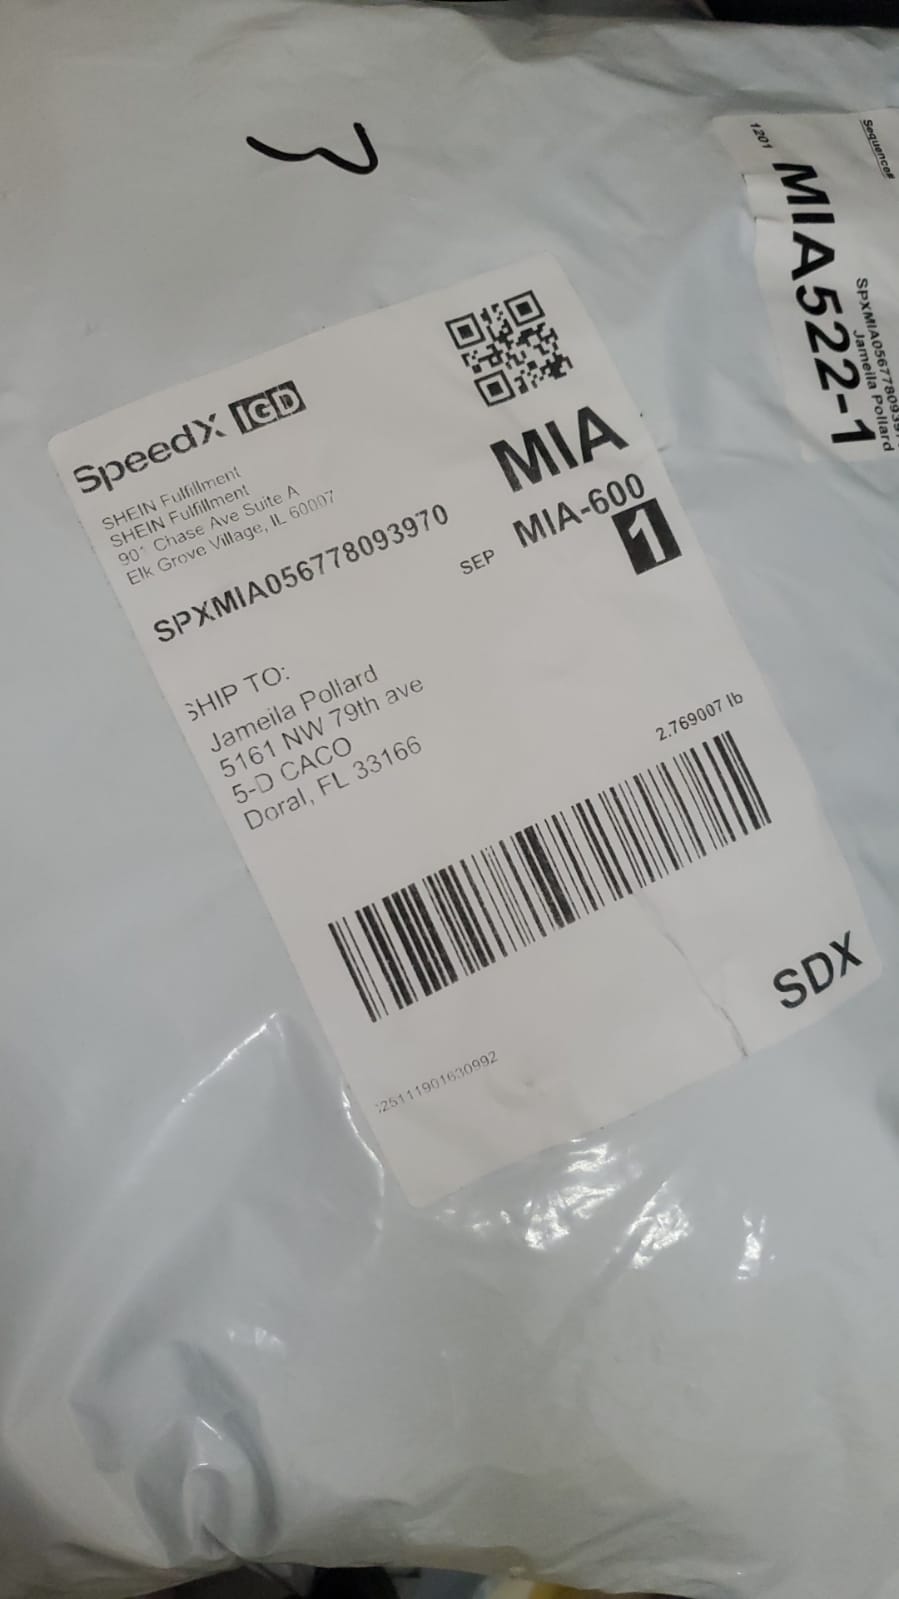 SpeedX IGD
SHEIN Fulfillment
SHEIN Fulfillment
901 Chase Ave Suite A
Elk Grove Village, IL 60007
SPXMIA056778093970
MIA
MIA-600
SEP
1
SHIP TO:
Jameila Pollard
5161 NW 79th ave
5-D CACO
Doral, FL 33166
2.769007 lb
SDX
25111901630992
Sequence#
1201
MIA522-1
Jameila Pollard